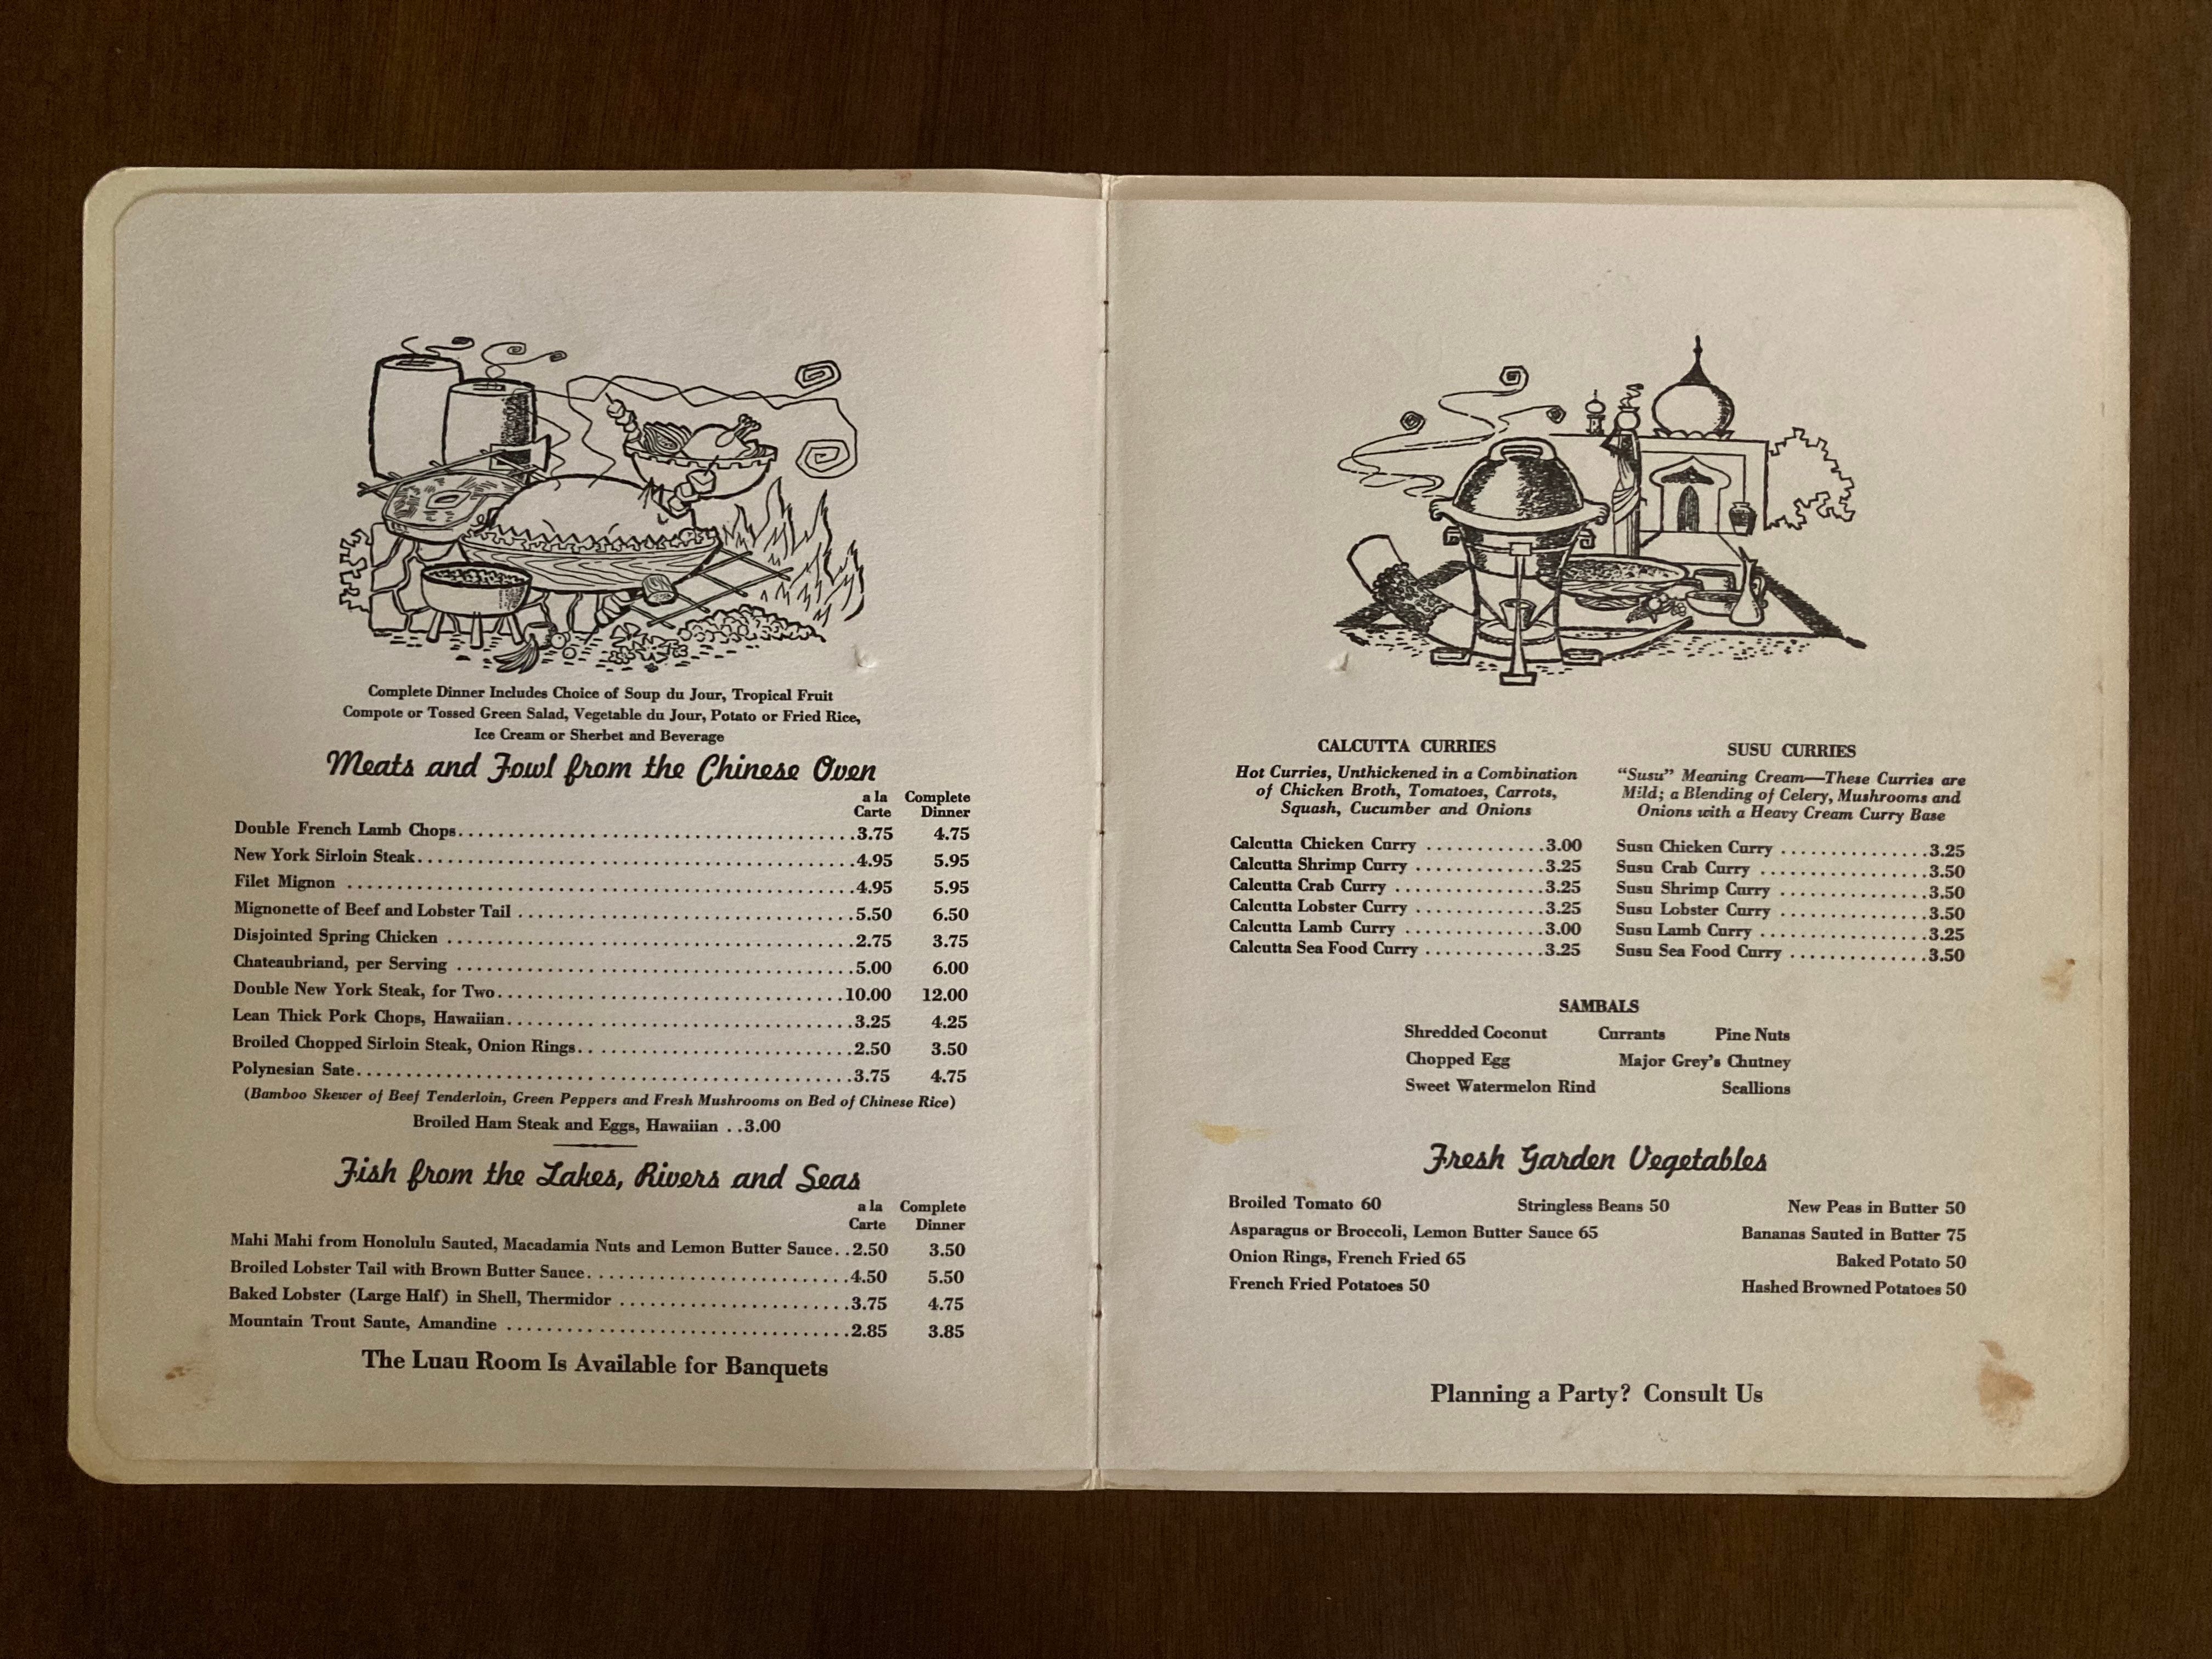 Complete Dinner Includes Choice of Soup du Jour, Tropical Fruit
Compote or Tossed Green Salad, Vegetable du Jour, Potato or Fried Rice,
Ice Cream or Sherbet and Beverage
Meats and Fowl from the Chinese Oven
a la Complete
Carte Dinner
Double French Lamb Chops........................................3.75 4.75
New York Sirloin Steak............................................4.95 5.95
Filet Mignon ...................................................4.95 5.95
Mignonette of Beef and Lobster Tail .................................5.50 6.50
Disjointed Spring Chicken .........................................2.75 3.75
Chateaubriand, per Serving ........................................5.00 6.00
Double New York Steak, for Two...................................10.00 12.00
Lean Thick Pork Chops, Hawaiian...................................3.25 4.25
Broiled Chopped Sirloin Steak, Onion Rings............................2.50 3.50
Polynesian Sate..................................................3.75 4.75
(Bamboo Skewer of Beef Tenderloin, Green Peppers and Fresh Mushrooms on Bed of Chinese Rice)
Broiled Ham Steak and Eggs, Hawaiian ..3.00
Fish from the Lakes, Rivers and Seas
a la Complete
Carte Dinner
Mahi Mahi from Honolulu Sauted, Macadamia Nuts and Lemon Butter Sauce..2.50 3.50
Broiled Lobster Tail with Brown Butter Sauce...........................4.50 5.50
Baked Lobster (Large Half) in Shell, Thermidor .......................3.75 4.75
Mountain Trout Saute, Amandine ...................................2.85 3.85
The Luau Room Is Available for Banquets
CALCUTTA CURRIES
Hot Curries, Unthickened in a Combination
of Chicken Broth, Tomatoes, Carrots,
Squash, Cucumber and Onions
Calcutta Chicken Curry ............3.00
Calcutta Shrimp Curry .............3.25
Calcutta Crab Curry ...............3.25
Calcutta Lobster Curry .............3.25
Calcutta Lamb Curry ..............3.00
Calcutta Sea Food Curry ............3.25
SUSU CURRIES
"Susu" Meaning Cream—These Curries are
Mild; a Blending of Celery, Mushrooms and
Onions with a Heavy Cream Curry Base
Susu Chicken Curry ...............3.25
Susu Crab Curry .................3.50
Susu Shrimp Curry ...............3.50
Susu Lobster Curry ...............3.50
Susu Lamb Curry .................3.25
Susu Sea Food Curry ..............3.50
SAMBALS
Shredded Coconut Currants Pine Nuts
Chopped Egg Major Grey's Chutney
Sweet Watermelon Rind Scallions
Fresh Garden Vegetables
Broiled Tomato 60 Stringless Beans 50 New Peas in Butter 50
Asparagus or Broccoli, Lemon Butter Sauce 65 Bananas Sauted in Butter 75
Onion Rings, French Fried 65 Baked Potato 50
French Fried Potatoes 50 Hashed Browned Potatoes 50
Planning a Party? Consult Us